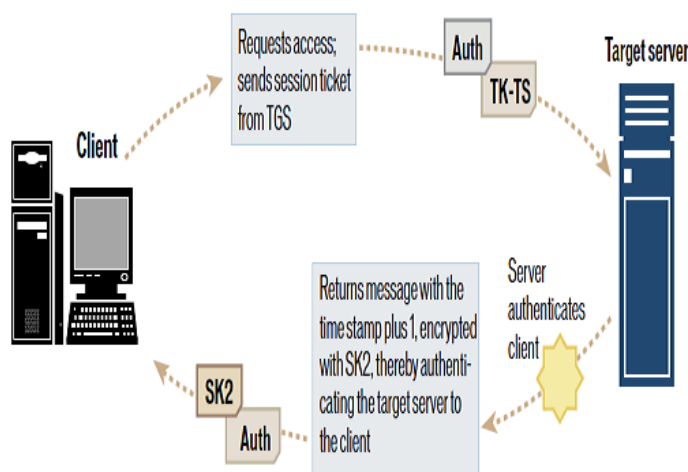 Requests access;
sends session ticket
from TGS
Auth
TK-TS
Target server
Client
Server
authenticates
client
Returns message with the
time stamp plus 1, encrypted
with SK2, thereby authenti-
cating the target server to
the client
SK2
Auth